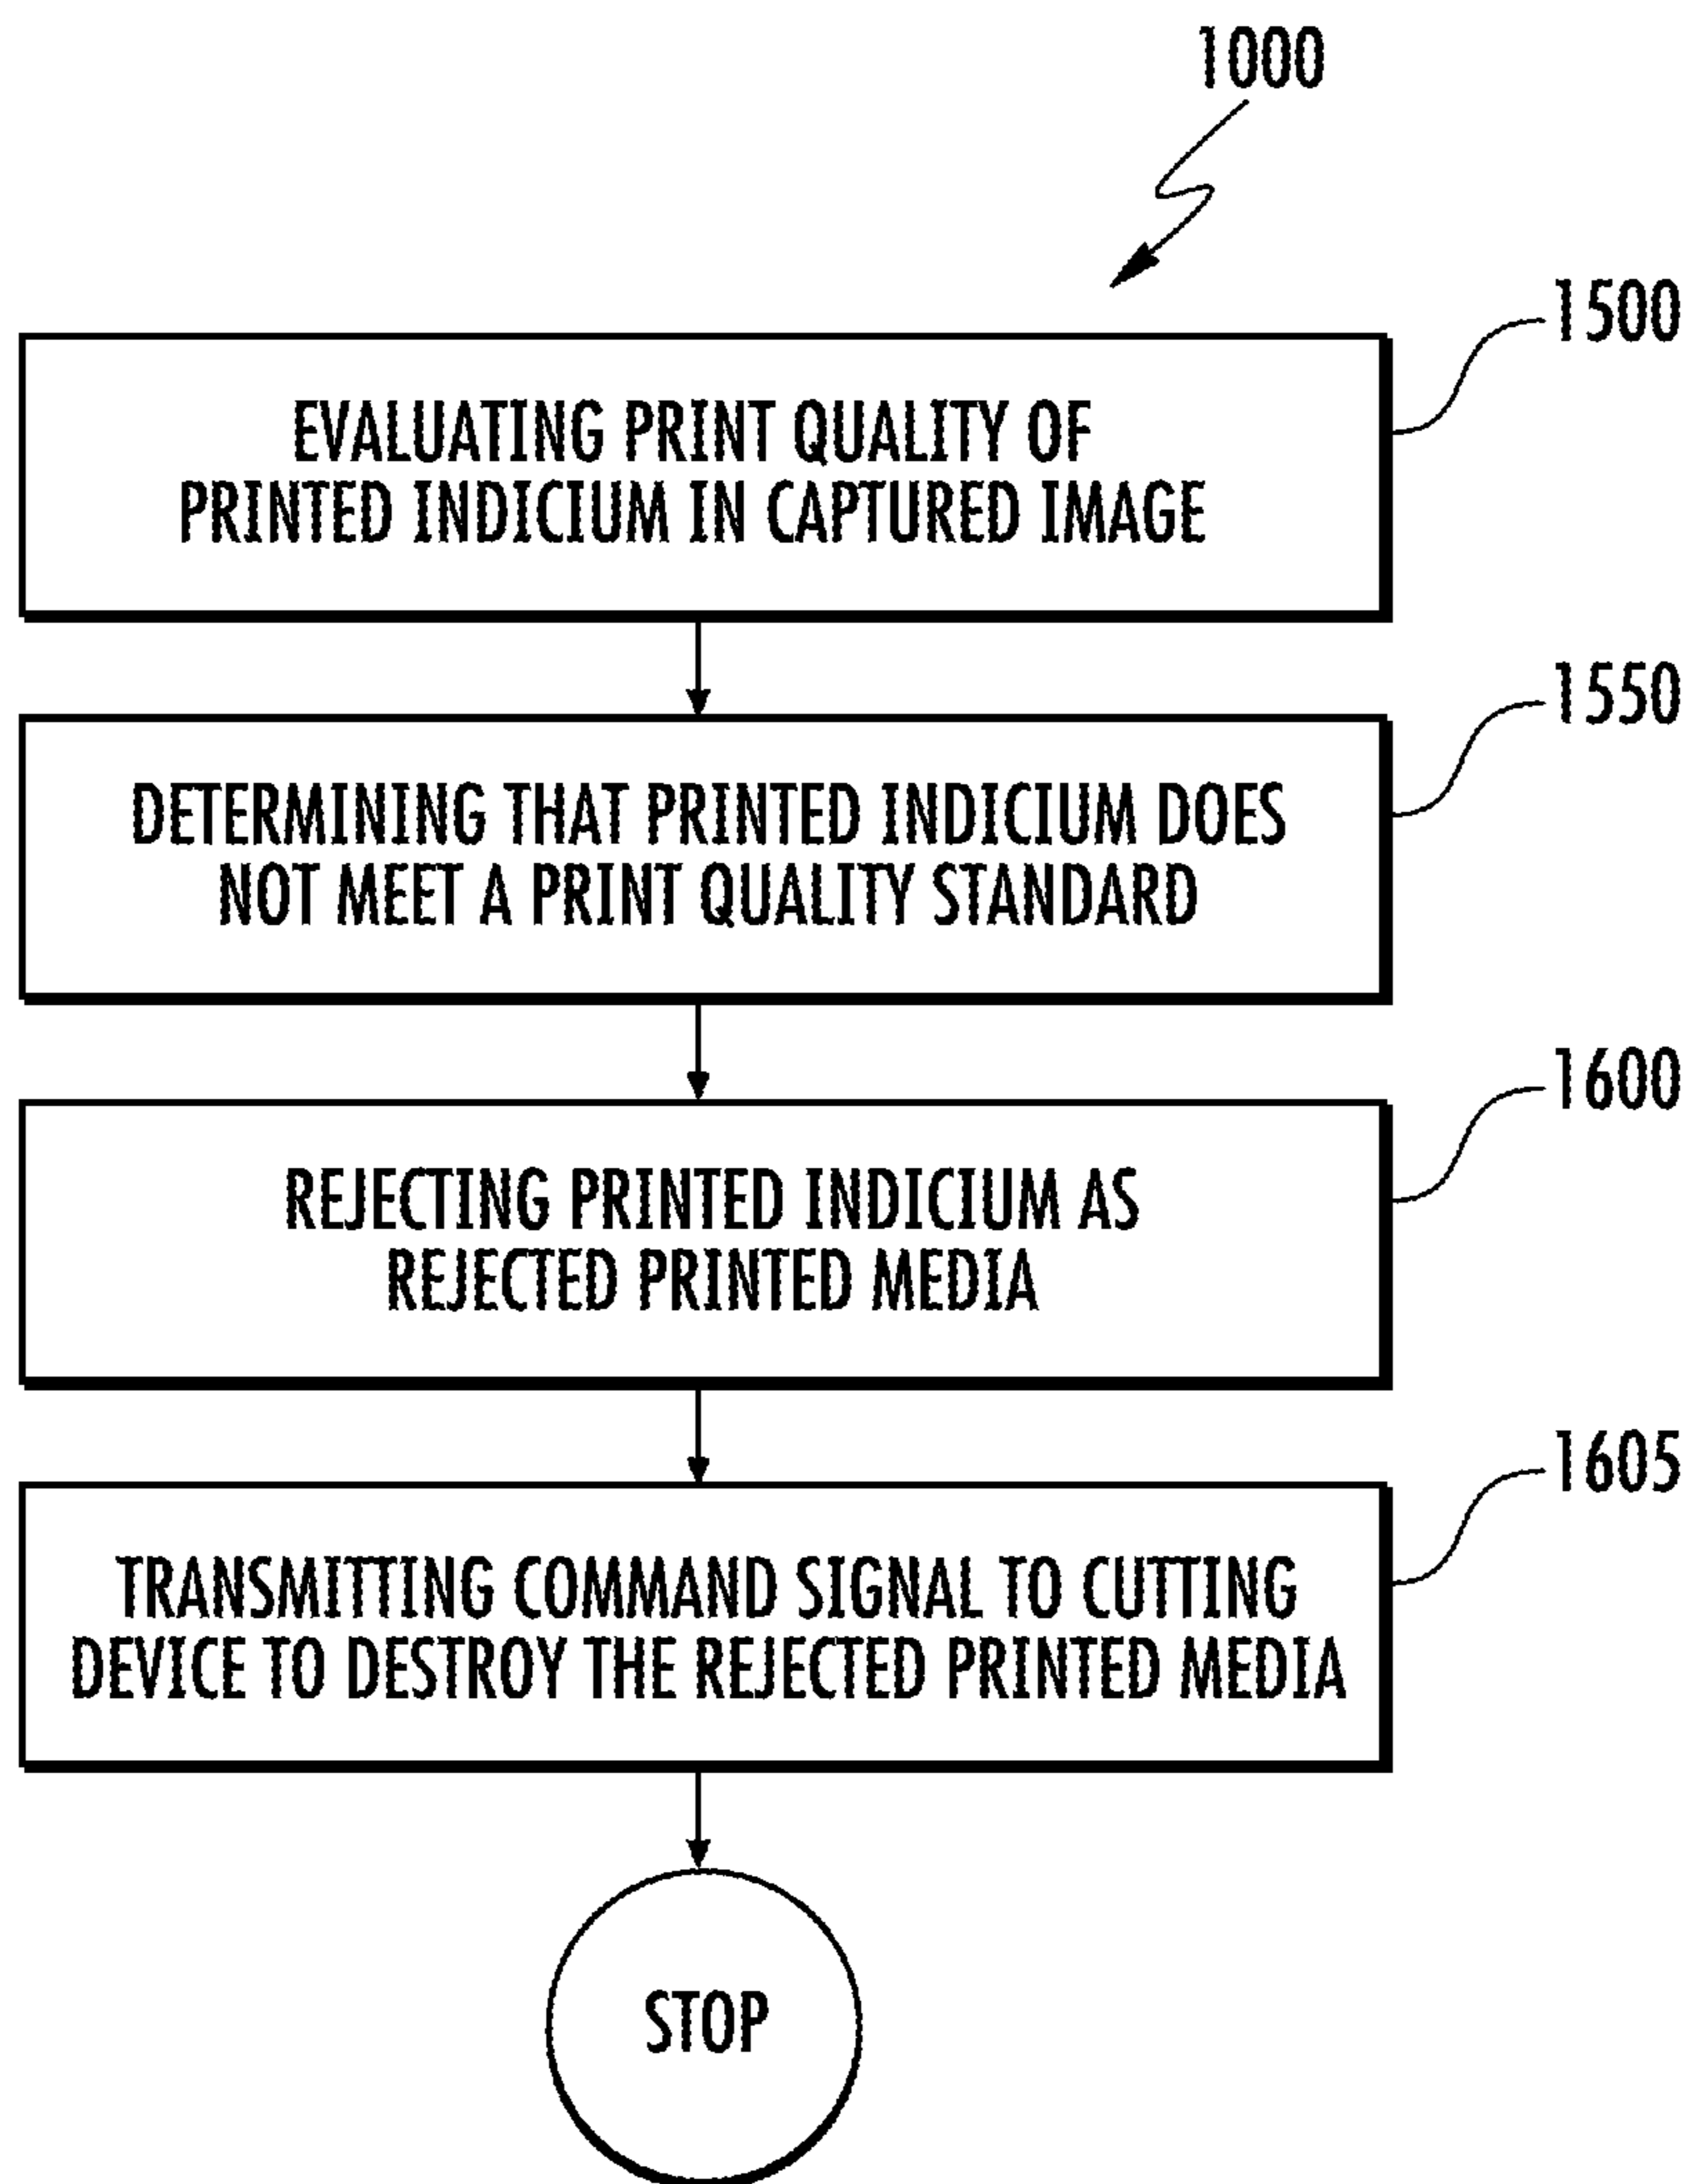 1000
1500
EVALUATING PRINT QUALITY OF
PRINTED INDICIUM IN CAPTURED IMAGE
1550
DETERMINING THAT PRINTED INDICIUM DOES
NOT MEET A PRINT QUALITY STANDARD
1600
REJECTING PRINTED INDICIUM AS
REJECTED PRINTED MEDIA
1605
TRANSMITTING COMMAND SIGNAL TO CUTTING
DEVICE TO DESTROY THE REJECTED PRINTED MEDIA
STOP